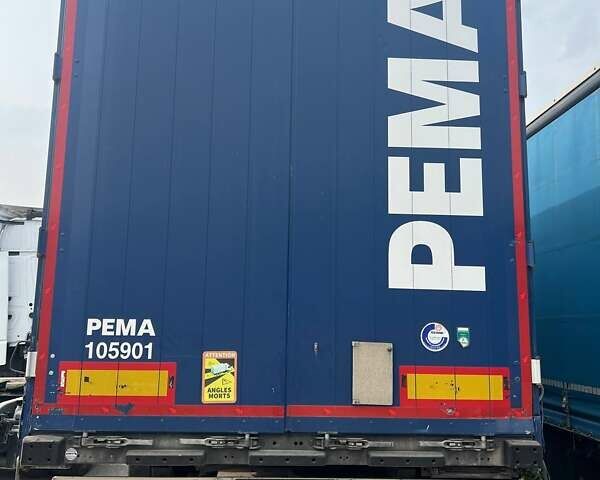 PEMA
PEMA
105901
ATTENTION
ANGLES
MORTS